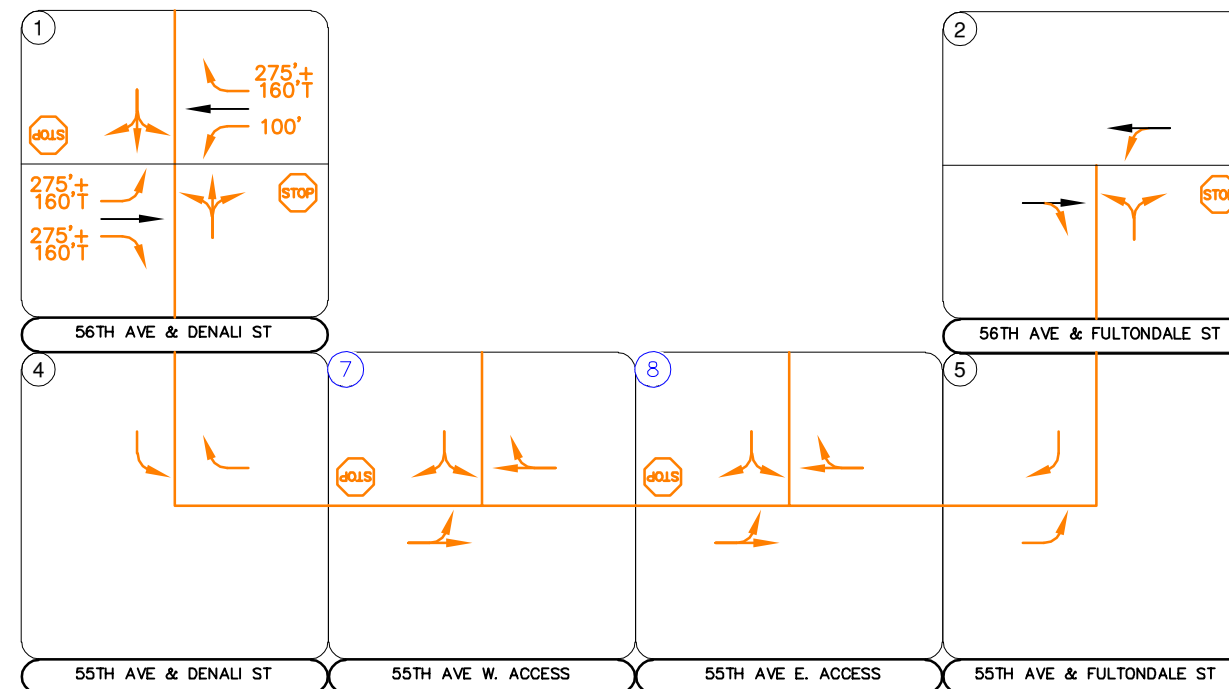 1
275'+
160'T
100'
STOP
275'+
160'T
STOP
275'+
160'T
56TH AVE & DENALI ST
2
STOP
56TH AVE & FULTONDALE ST
4
7
8
5
STOP
STOP
55TH AVE & DENALI ST
55TH AVE W. ACCESS
55TH AVE E. ACCESS
55TH AVE & FULTONDALE ST